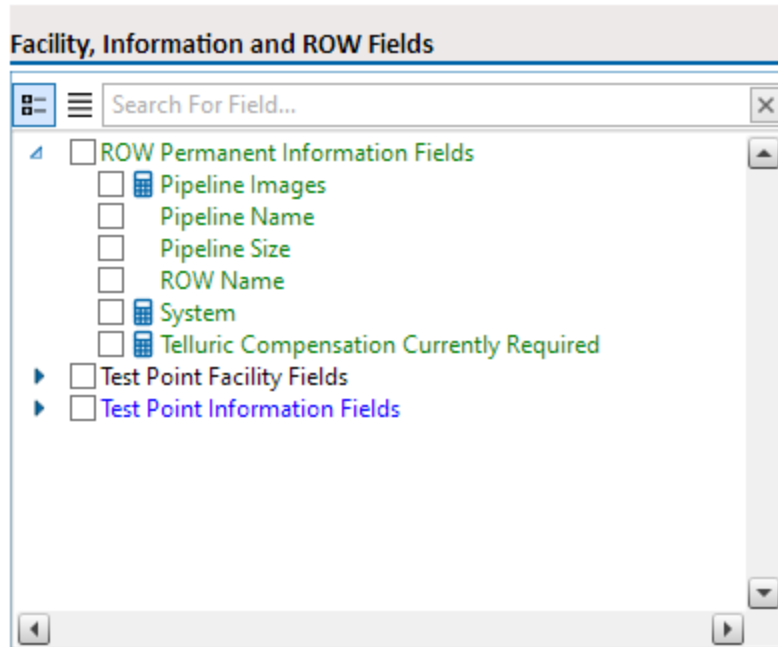 Facility, Information and ROW Fields
Search For Field...
ROW Permanent Information Fields
Pipeline Images
Pipeline Name
Pipeline Size
ROW Name
System
Telluric Compensation Currently Required
Test Point Facility Fields
Test Point Information Fields